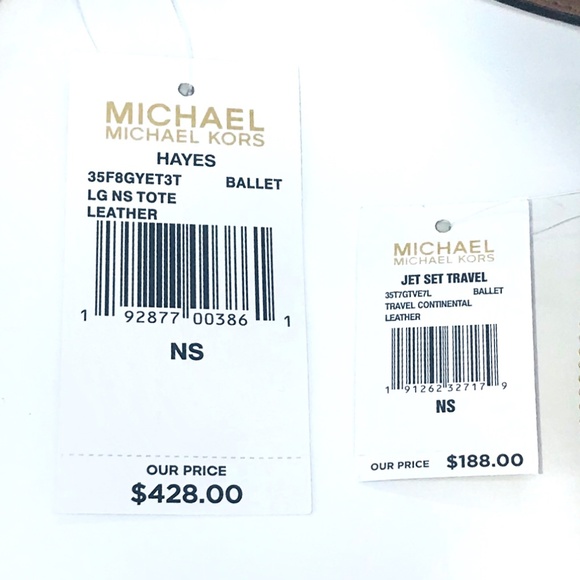 MICHAEL
MICHAEL KORS
HAYES
35F8GYET3T BALLET
LG NS TOTE
LEATHER
1 92877 00386 1
NS
OUR PRICE
$428.00
MICHAEL
MICHAEL KORS
JET SET TRAVEL
35T7GTVE7L BALLET
TRAVEL CONTINENTAL
LEATHER
1 91262 32717 9
NS
OUR PRICE $188.00